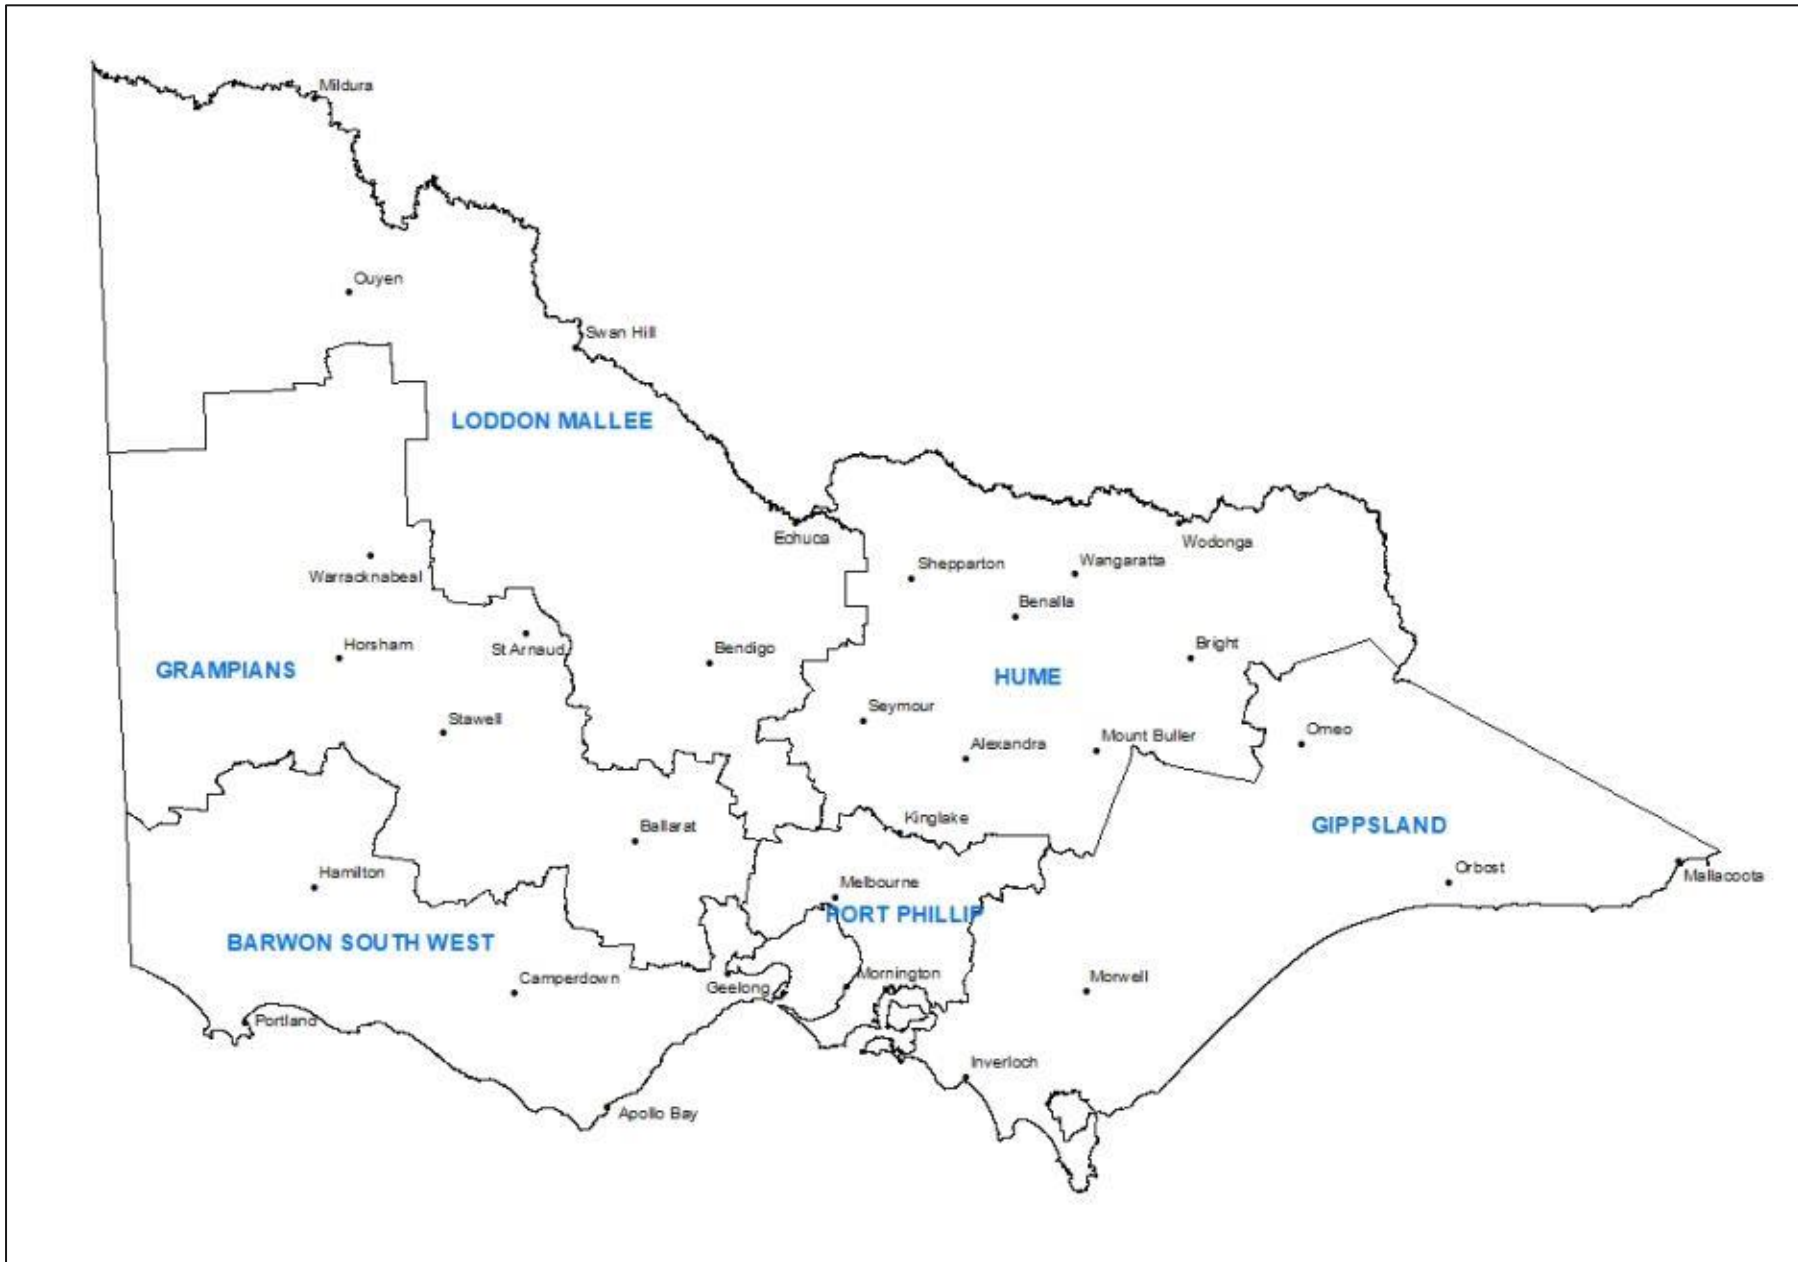 Mildura
Ouyen
Swan Hill
LODDON MALLEE
Echuca
Wodonga
Shepparton
Wangaratta
Warracknabeal
Benalla
Horsham
St Arnaud
Bendigo
Bright
GRAMPIANS
HUME
Stawell
Seymour
Omeo
Alexandra
Mount Buller
Kinglake
Ballarat
GIPPSLAND
Hamilton
Melbourne
Orbost
Mallacoota
PORT PHILLIP
BARWON SOUTH WEST
Camperdown
Geelong
Mornington
Morwell
Portland
Inverloch
Apollo Bay